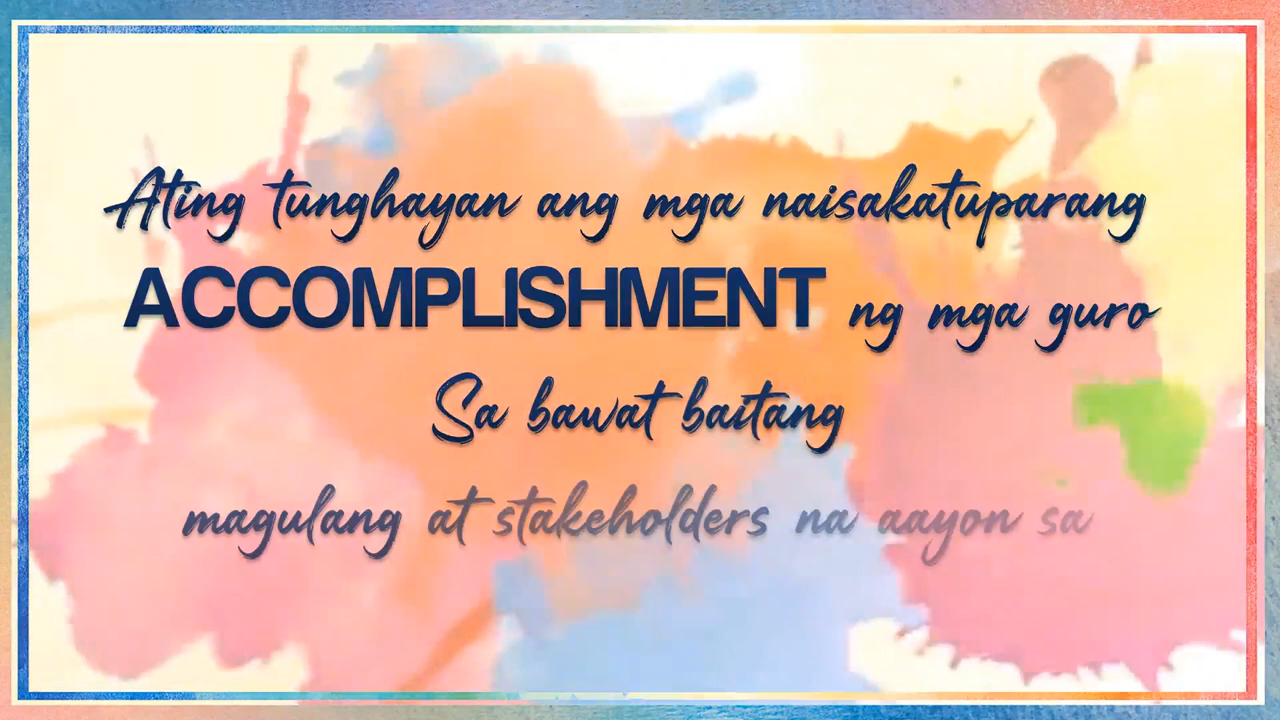 Ating tunghayan ang mga naisakatuparang
ACCOMPLISHMENT ng mga guro
Sa bawat baitang
magulang at stakeholders na aayon sa